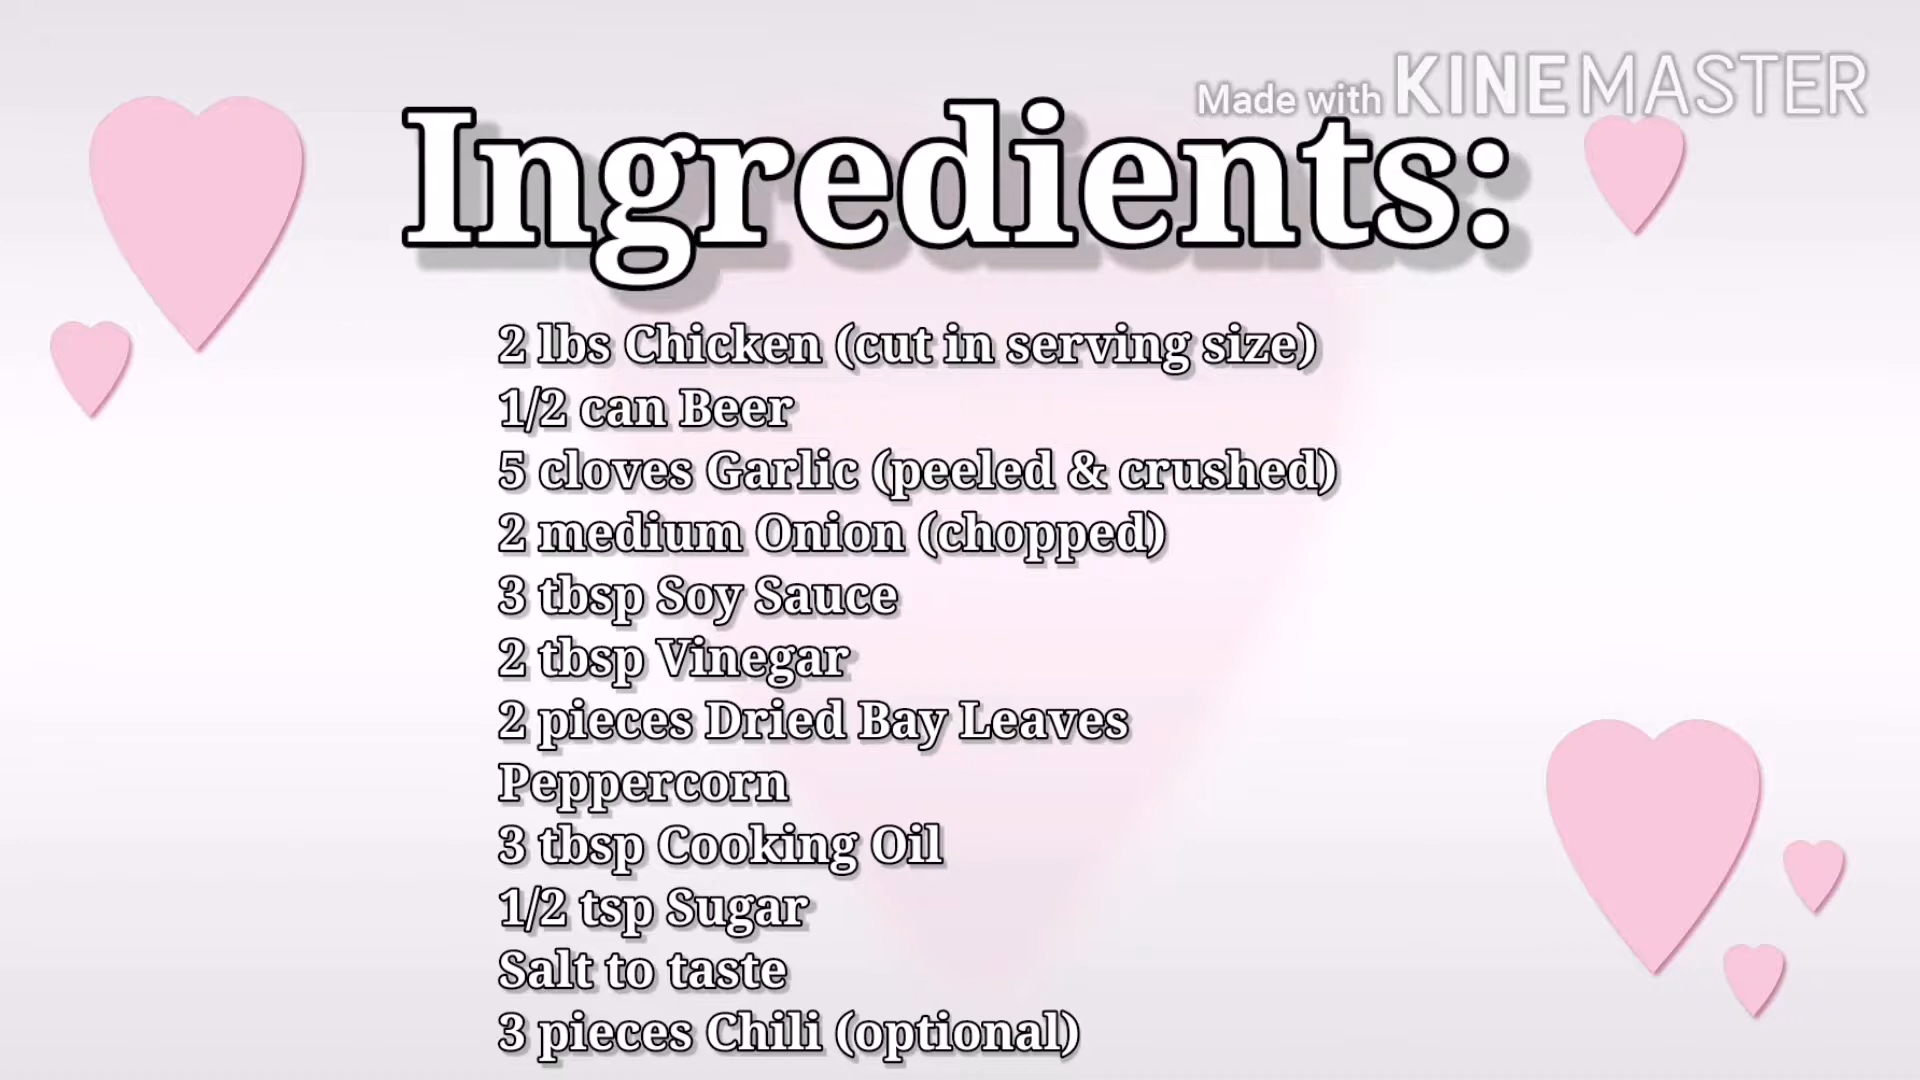 Made with KINEMASTER
Ingredients:
2 lbs Chicken (cut in serving size)
1/2 can Beer
5 cloves Garlic (peeled & crushed)
2 medium Onion (chopped)
3 tbsp Soy Sauce
2 tbsp Vinegar
2 pieces Dried Bay Leaves
Peppercorn
3 tbsp Cooking Oil
1/2 tsp Sugar
Salt to taste
3 pieces Chili (optional)